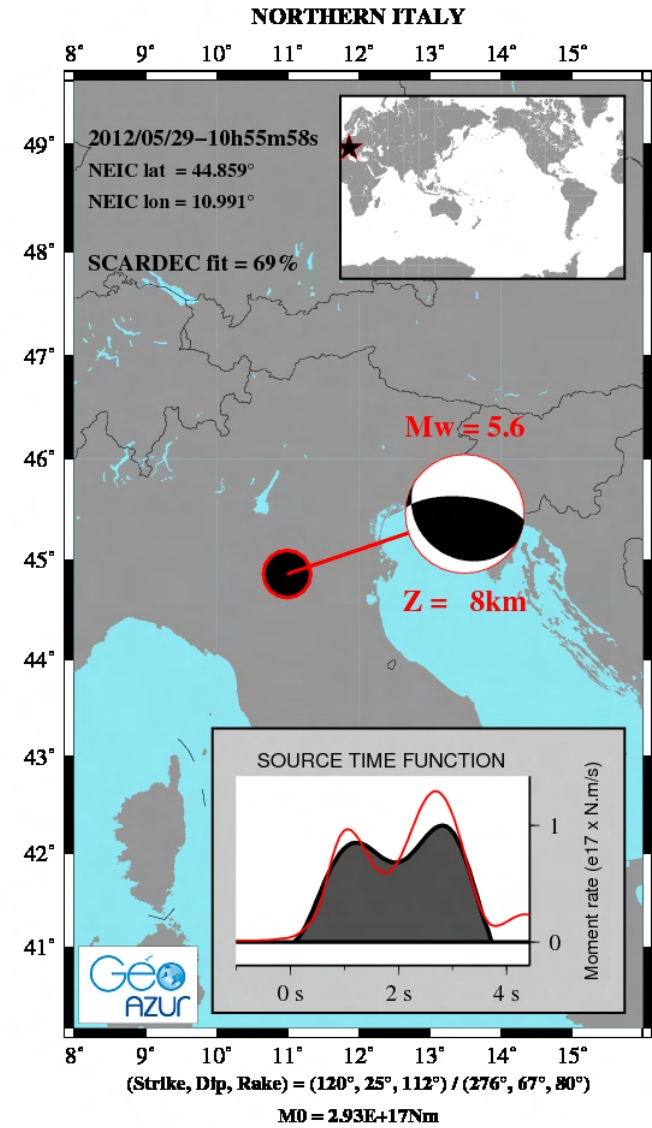 NORTHERN ITALY
8° 9° 10° 11° 12° 13° 14° 15°
49°
48°
47°
46°
45°
44°
43°
42°
41°
2012/05/29−10h55m58s
NEIC lat = 44.859°
NEIC lon = 10.991°
SCARDEC fit = 69%
Mw = 5.6
Z = 8km
SOURCE TIME FUNCTION
1
0
Moment rate (e17 x N.m/s)
0 s 2 s 4 s
Géo
AZUR
8° 9° 10° 11° 12° 13° 14° 15°
(Strike, Dip, Rake) = (120°, 25°, 112°) / (276°, 67°, 80°)
M0 = 2.93E+17Nm